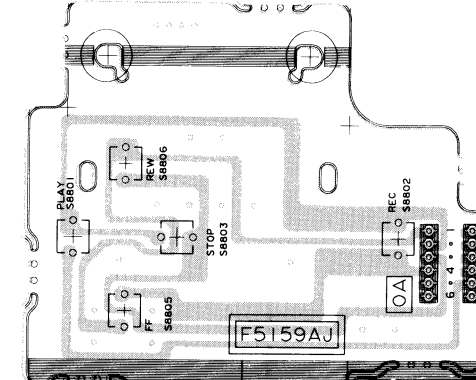 REW
S8806
PLAY
S8801
REC
S8802
STOP
S8803
1
4
6
OA
FF
S8805
F5159AJ